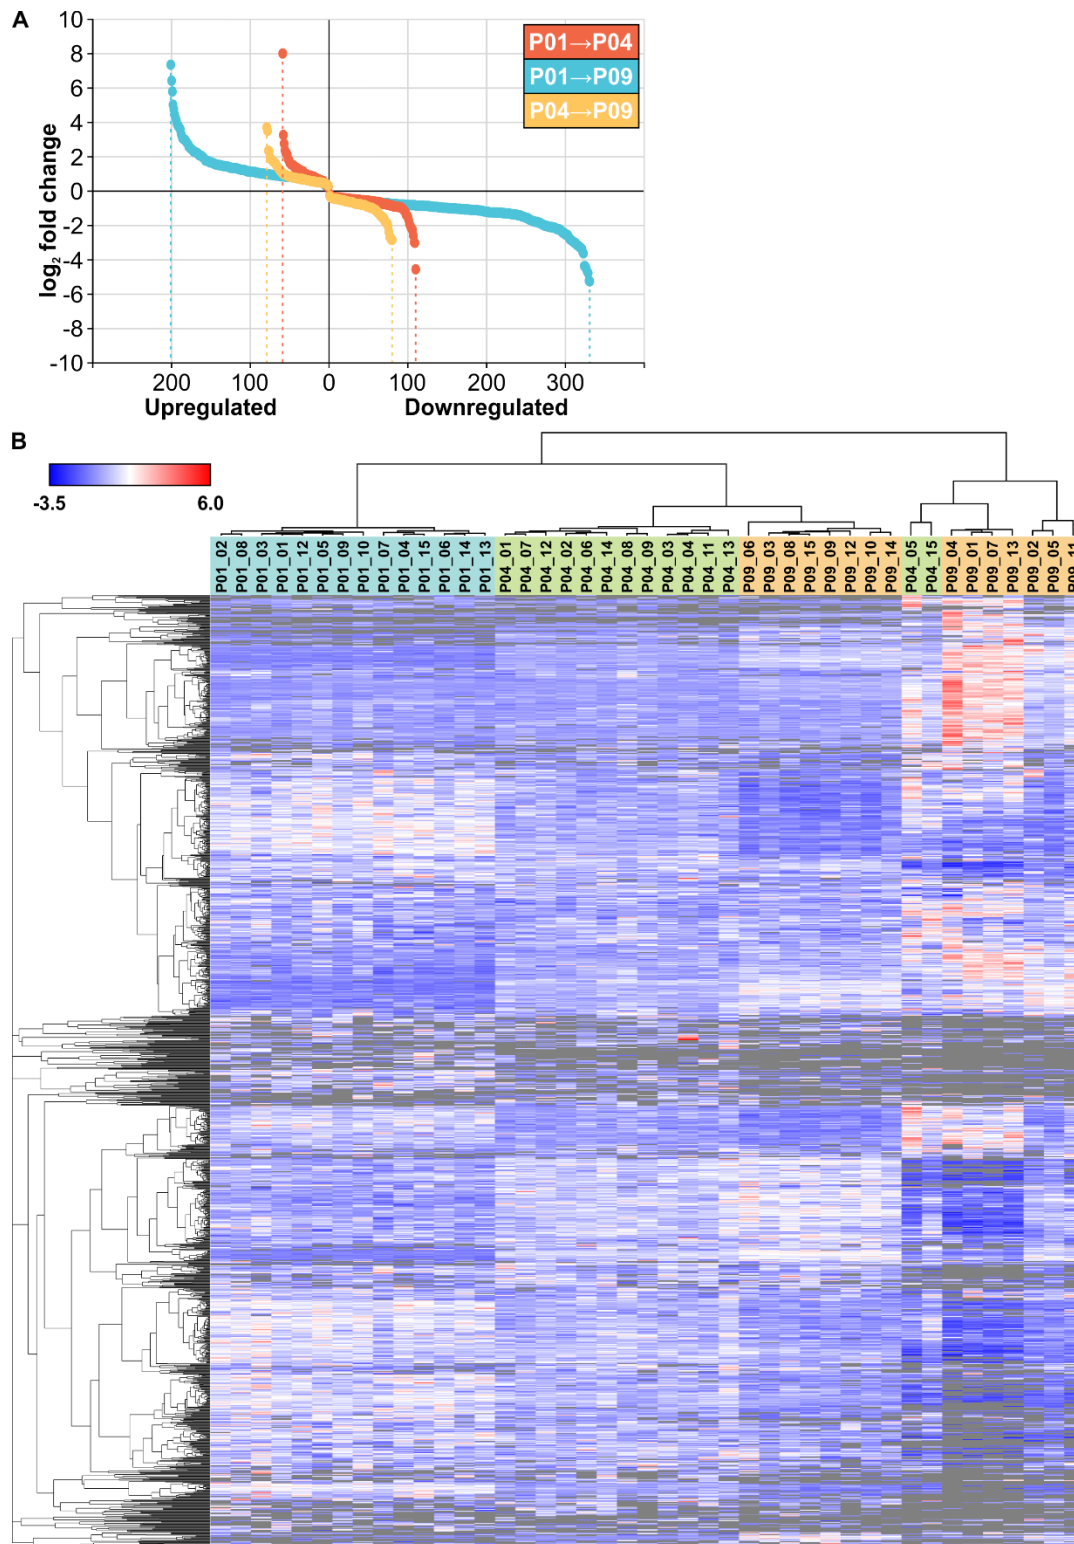 A
10
8
6
4
2
0
-2
-4
-6
-8
-10
log₂ fold change
P01→P04
P01→P09
P04→P09
200 100 0 100 200 300
Upregulated Downregulated
B
-3.5 6.0
P01_02
P01_08
P01_03
P01_01
P01_12
P01_05
P01_09
P01_10
P01_07
P01_04
P01_15
P01_06
P01_14
P01_13
P04_01
P04_07
P04_12
P04_02
P04_06
P04_14
P04_08
P04_09
P04_03
P04_04
P04_11
P04_13
P09_06
P09_03
P09_08
P09_15
P09_09
P09_12
P09_10
P09_14
P04_05
P04_15
P09_04
P09_01
P09_07
P09_13
P09_02
P09_05
P09_11